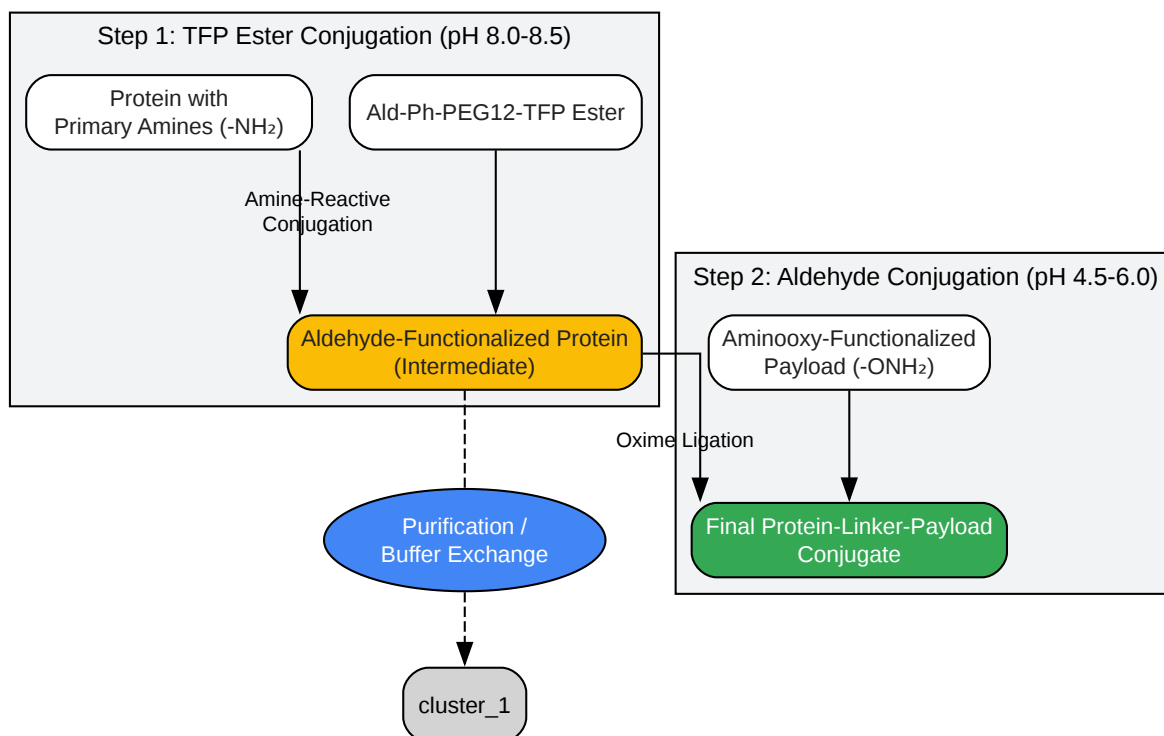 Step 1: TFP Ester Conjugation (pH 8.0-8.5)
Protein with
Primary Amines (-NH₂)
Ald-Ph-PEG12-TFP Ester
Amine-Reactive
Conjugation
Aldehyde-Functionalized Protein
(Intermediate)
Step 2: Aldehyde Conjugation (pH 4.5-6.0)
Aminooxy-Functionalized
Payload (-ONH₂)
Oxime Ligation
Final Protein-Linker-Payload
Conjugate
Purification /
Buffer Exchange
cluster_1